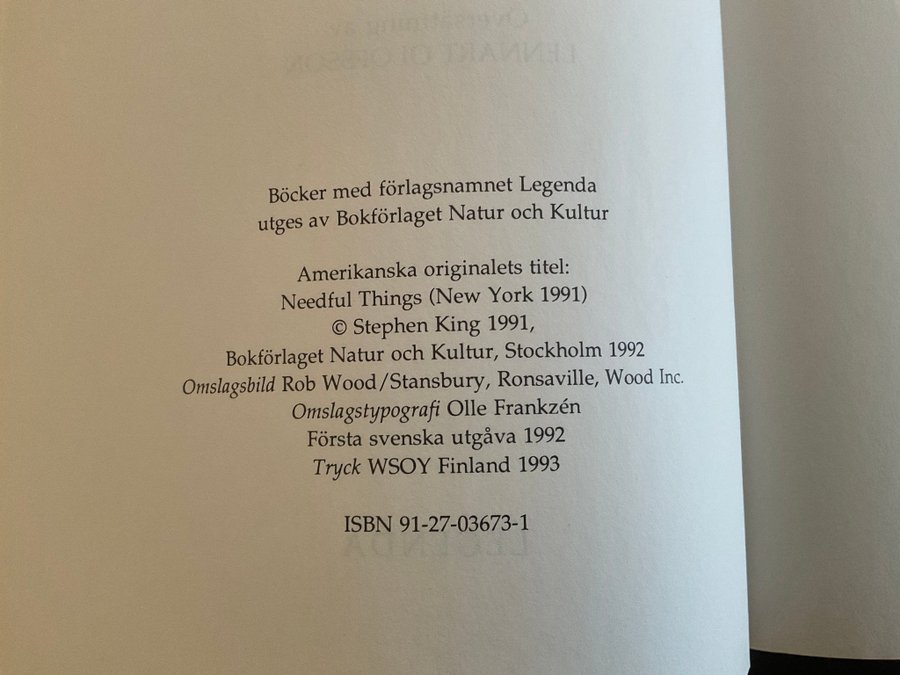 Böcker med förlagsnamnet Legenda
utges av Bokförlaget Natur och Kultur
Amerikanska originalets titel:
Needful Things (New York 1991)
© Stephen King 1991,
Bokförlaget Natur och Kultur, Stockholm 1992
Omslagsbild Rob Wood/Stansbury, Ronsaville, Wood Inc.
Omslagstypografi Olle Frankzén
Första svenska utgåva 1992
Tryck WSOY Finland 1993
ISBN 91-27-03673-1